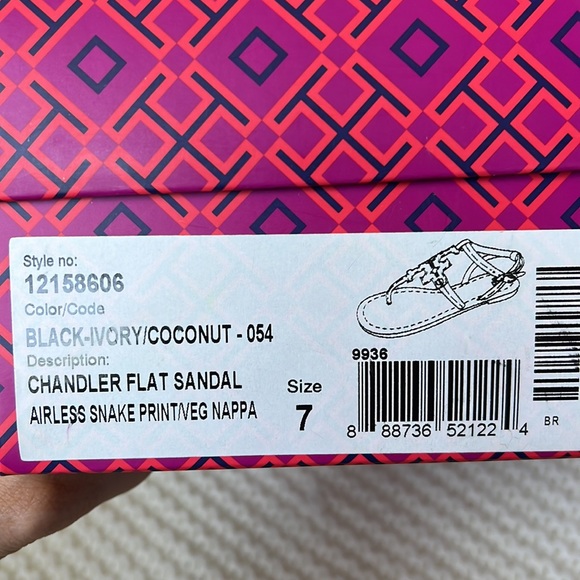 Style no:
12158606
Color/Code
BLACK-IVORY/COCONUT - 054
Description:
CHANDLER FLAT SANDAL
AIRLESS SNAKE PRINT/VEG NAPPA
Size
7
9936
8 88736 52122 4
BR